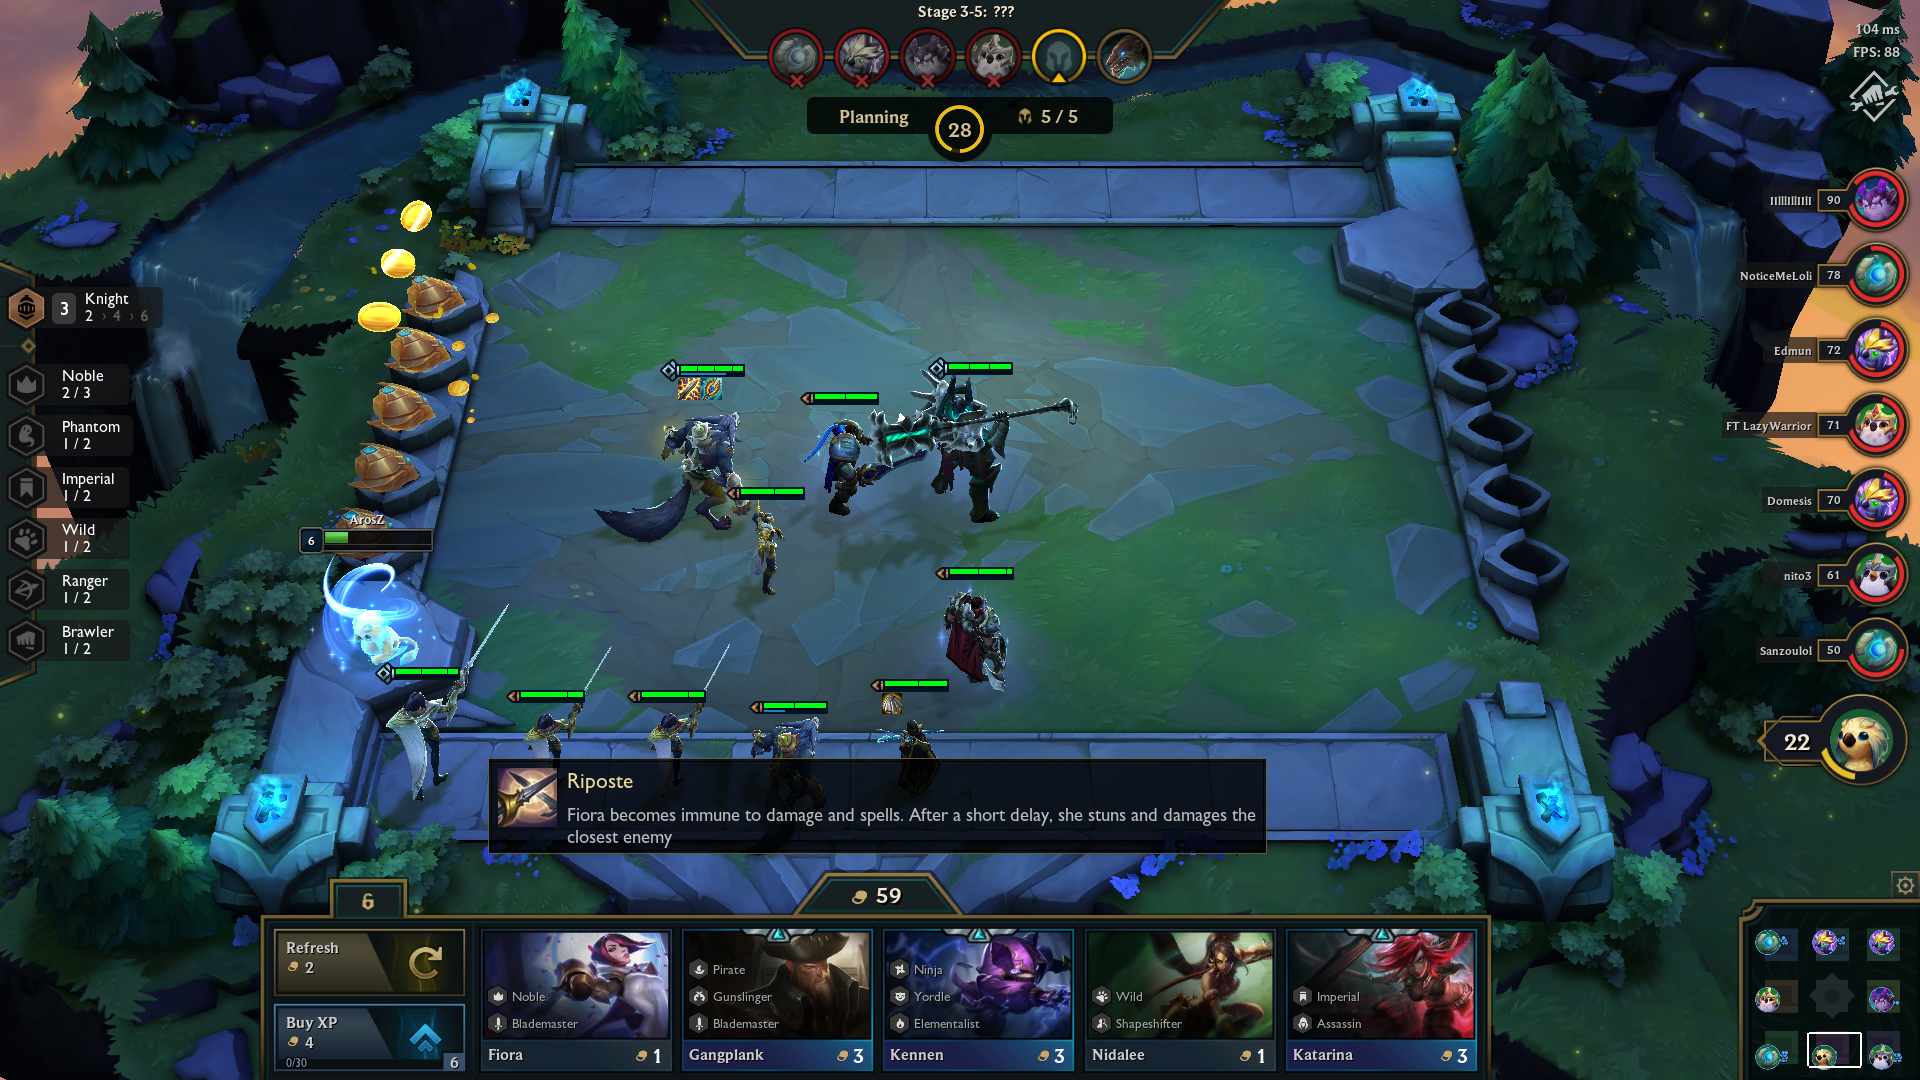 Stage 3-5: ???
104 ms
FPS: 88
Planning
28
5 / 5
90
NoticeMeLoli
78
Edmun
72
FT LazyWarrior
71
Domesis
70
nito3
61
Sanzoulol
50
22
3
Knight
2 › 4 › 6
Noble
2 / 3
Phantom
1 / 2
Imperial
1 / 2
Wild
1 / 2
Ranger
1 / 2
Brawler
1 / 2
ArosZ
6
Riposte
Fiora becomes immune to damage and spells. After a short delay, she stuns and damages the
closest enemy
6
59
Refresh
2
Buy XP
4
0/30
6
Noble
Blademaster
Fiora
1
Pirate
Gunslinger
Blademaster
Gangplank
3
Ninja
Yordle
Elementalist
Kennen
3
Wild
Shapeshifter
Nidalee
1
Imperial
Assassin
Katarina
3